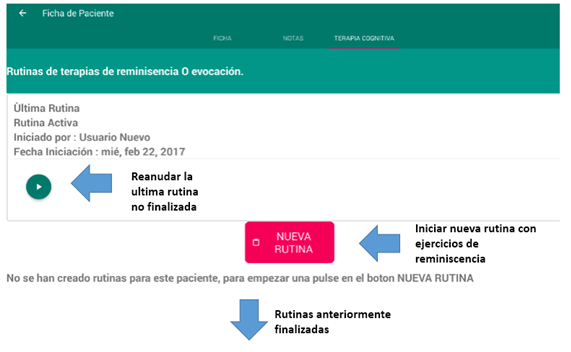 Ficha de Paciente
FICHA NOTAS TERAPIA COGNITIVA
Rutinas de terapias de reminisencia O evocación.
Ùltima Rutina
Rutina Activa
Iniciado por : Usuario Nuevo
Fecha Iniciación : mié, feb 22, 2017
Reanudar la
ultima rutina
no finalizada
NUEVA
RUTINA
Iniciar nueva rutina con
ejercicios de
reminiscencia
No se han creado rutinas para este paciente, para empezar una pulse en el boton NUEVA RUTINA
Rutinas anteriormente
finalizadas